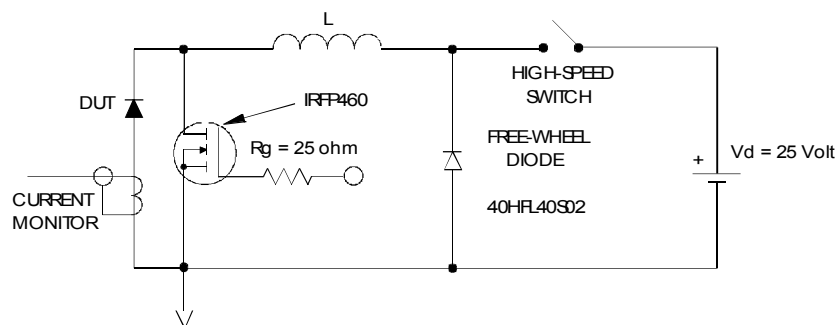 L
IRFP460
DUT
Rg = 25 ohm
CURRENT
MONITOR
HIGH-SPEED
SWITCH
FREE-WHEEL
DIODE
40HFL40S02
+
Vd = 25 Volt